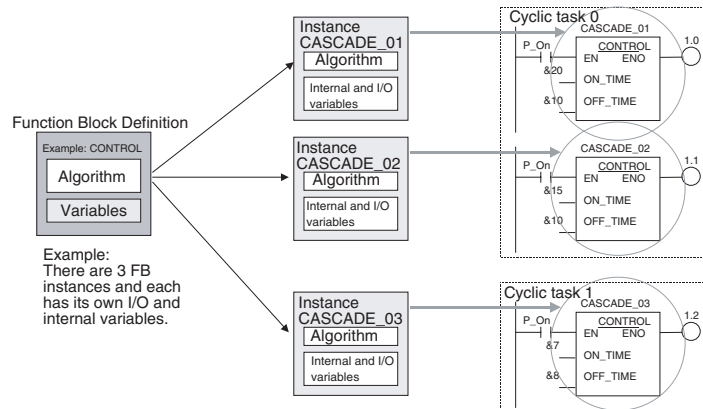 Function Block Definition
Example: CONTROL
Algorithm
Variables
Example:
There are 3 FB
instances and each
has its own I/O and
internal variables.
Instance
CASCADE_01
Algorithm
Internal and I/O
variables
Instance
CASCADE_02
Algorithm
Internal and I/O
variables
Instance
CASCADE_03
Algorithm
Internal and I/O
variables
Cyclic task 0
CASCADE_01
P_On
CONTROL
1.0
EN ENO
&20
ON_TIME
&10
OFF_TIME
CASCADE_02
P_On
CONTROL
1.1
EN ENO
&15
ON_TIME
&10
OFF_TIME
Cyclic task 1
CASCADE_03
P_On
CONTROL
1.2
EN ENO
&7
ON_TIME
&8
OFF_TIME